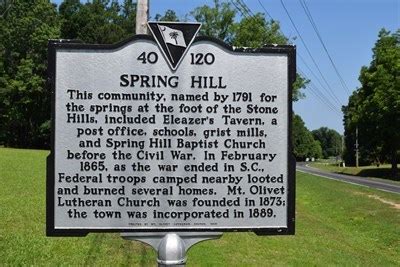 40 120
SPRING HILL
This community, named by 1791 for
the springs at the foot of the Stone
Hills, included Eleazer's Tavern, a
post office, schools, grist mills,
and Spring Hill Baptist Church
before the Civil War. In February
1865, as the war ended in S.C.,
Federal troops camped nearby looted
and burned several homes. Mt. Olivet
Lutheran Church was founded in 1873;
the town was incorporated in 1889.